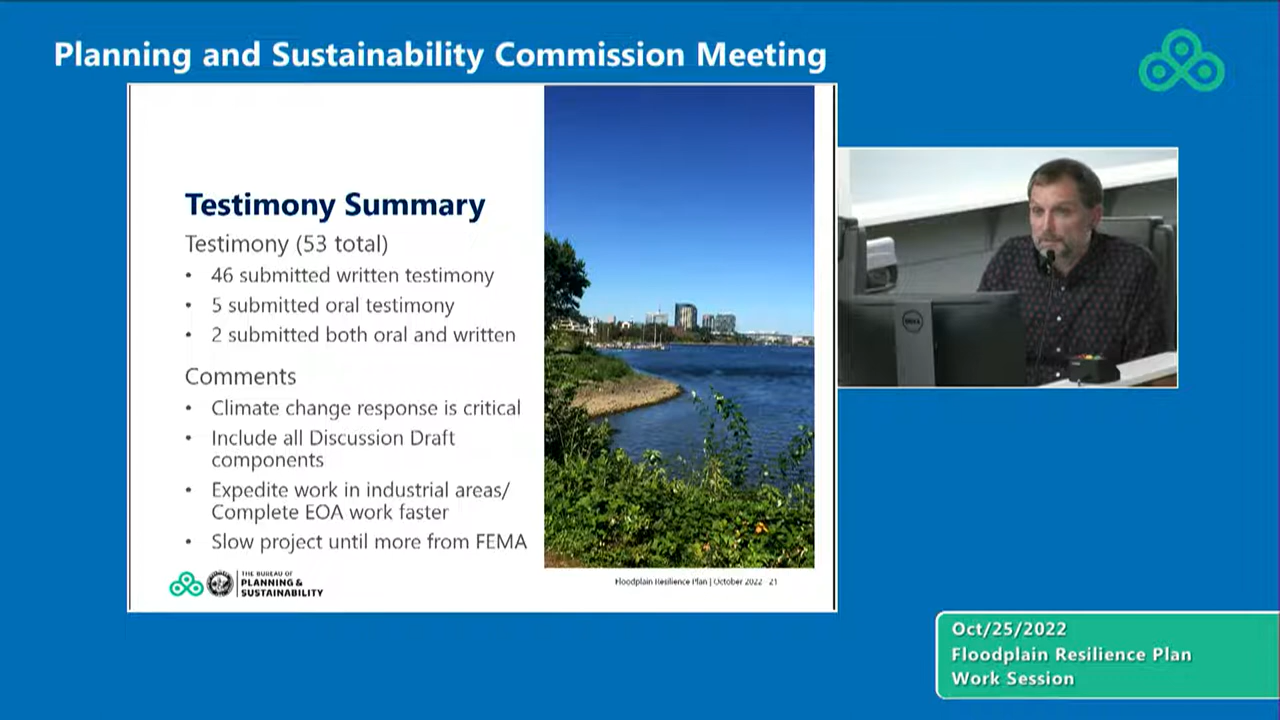 Planning and Sustainability Commission Meeting
Testimony Summary
Testimony (53 total)
• 46 submitted written testimony
• 5 submitted oral testimony
• 2 submitted both oral and written
Comments
• Climate change response is critical
• Include all Discussion Draft
components
• Expedite work in industrial areas/
Complete EOA work faster
• Slow project until more from FEMA
THE BUREAU OF
PLANNING &
SUSTAINABILITY
Floodplain Resilience Plan | October 2022 21
DELL
Oct/25/2022
Floodplain Resilience Plan
Work Session